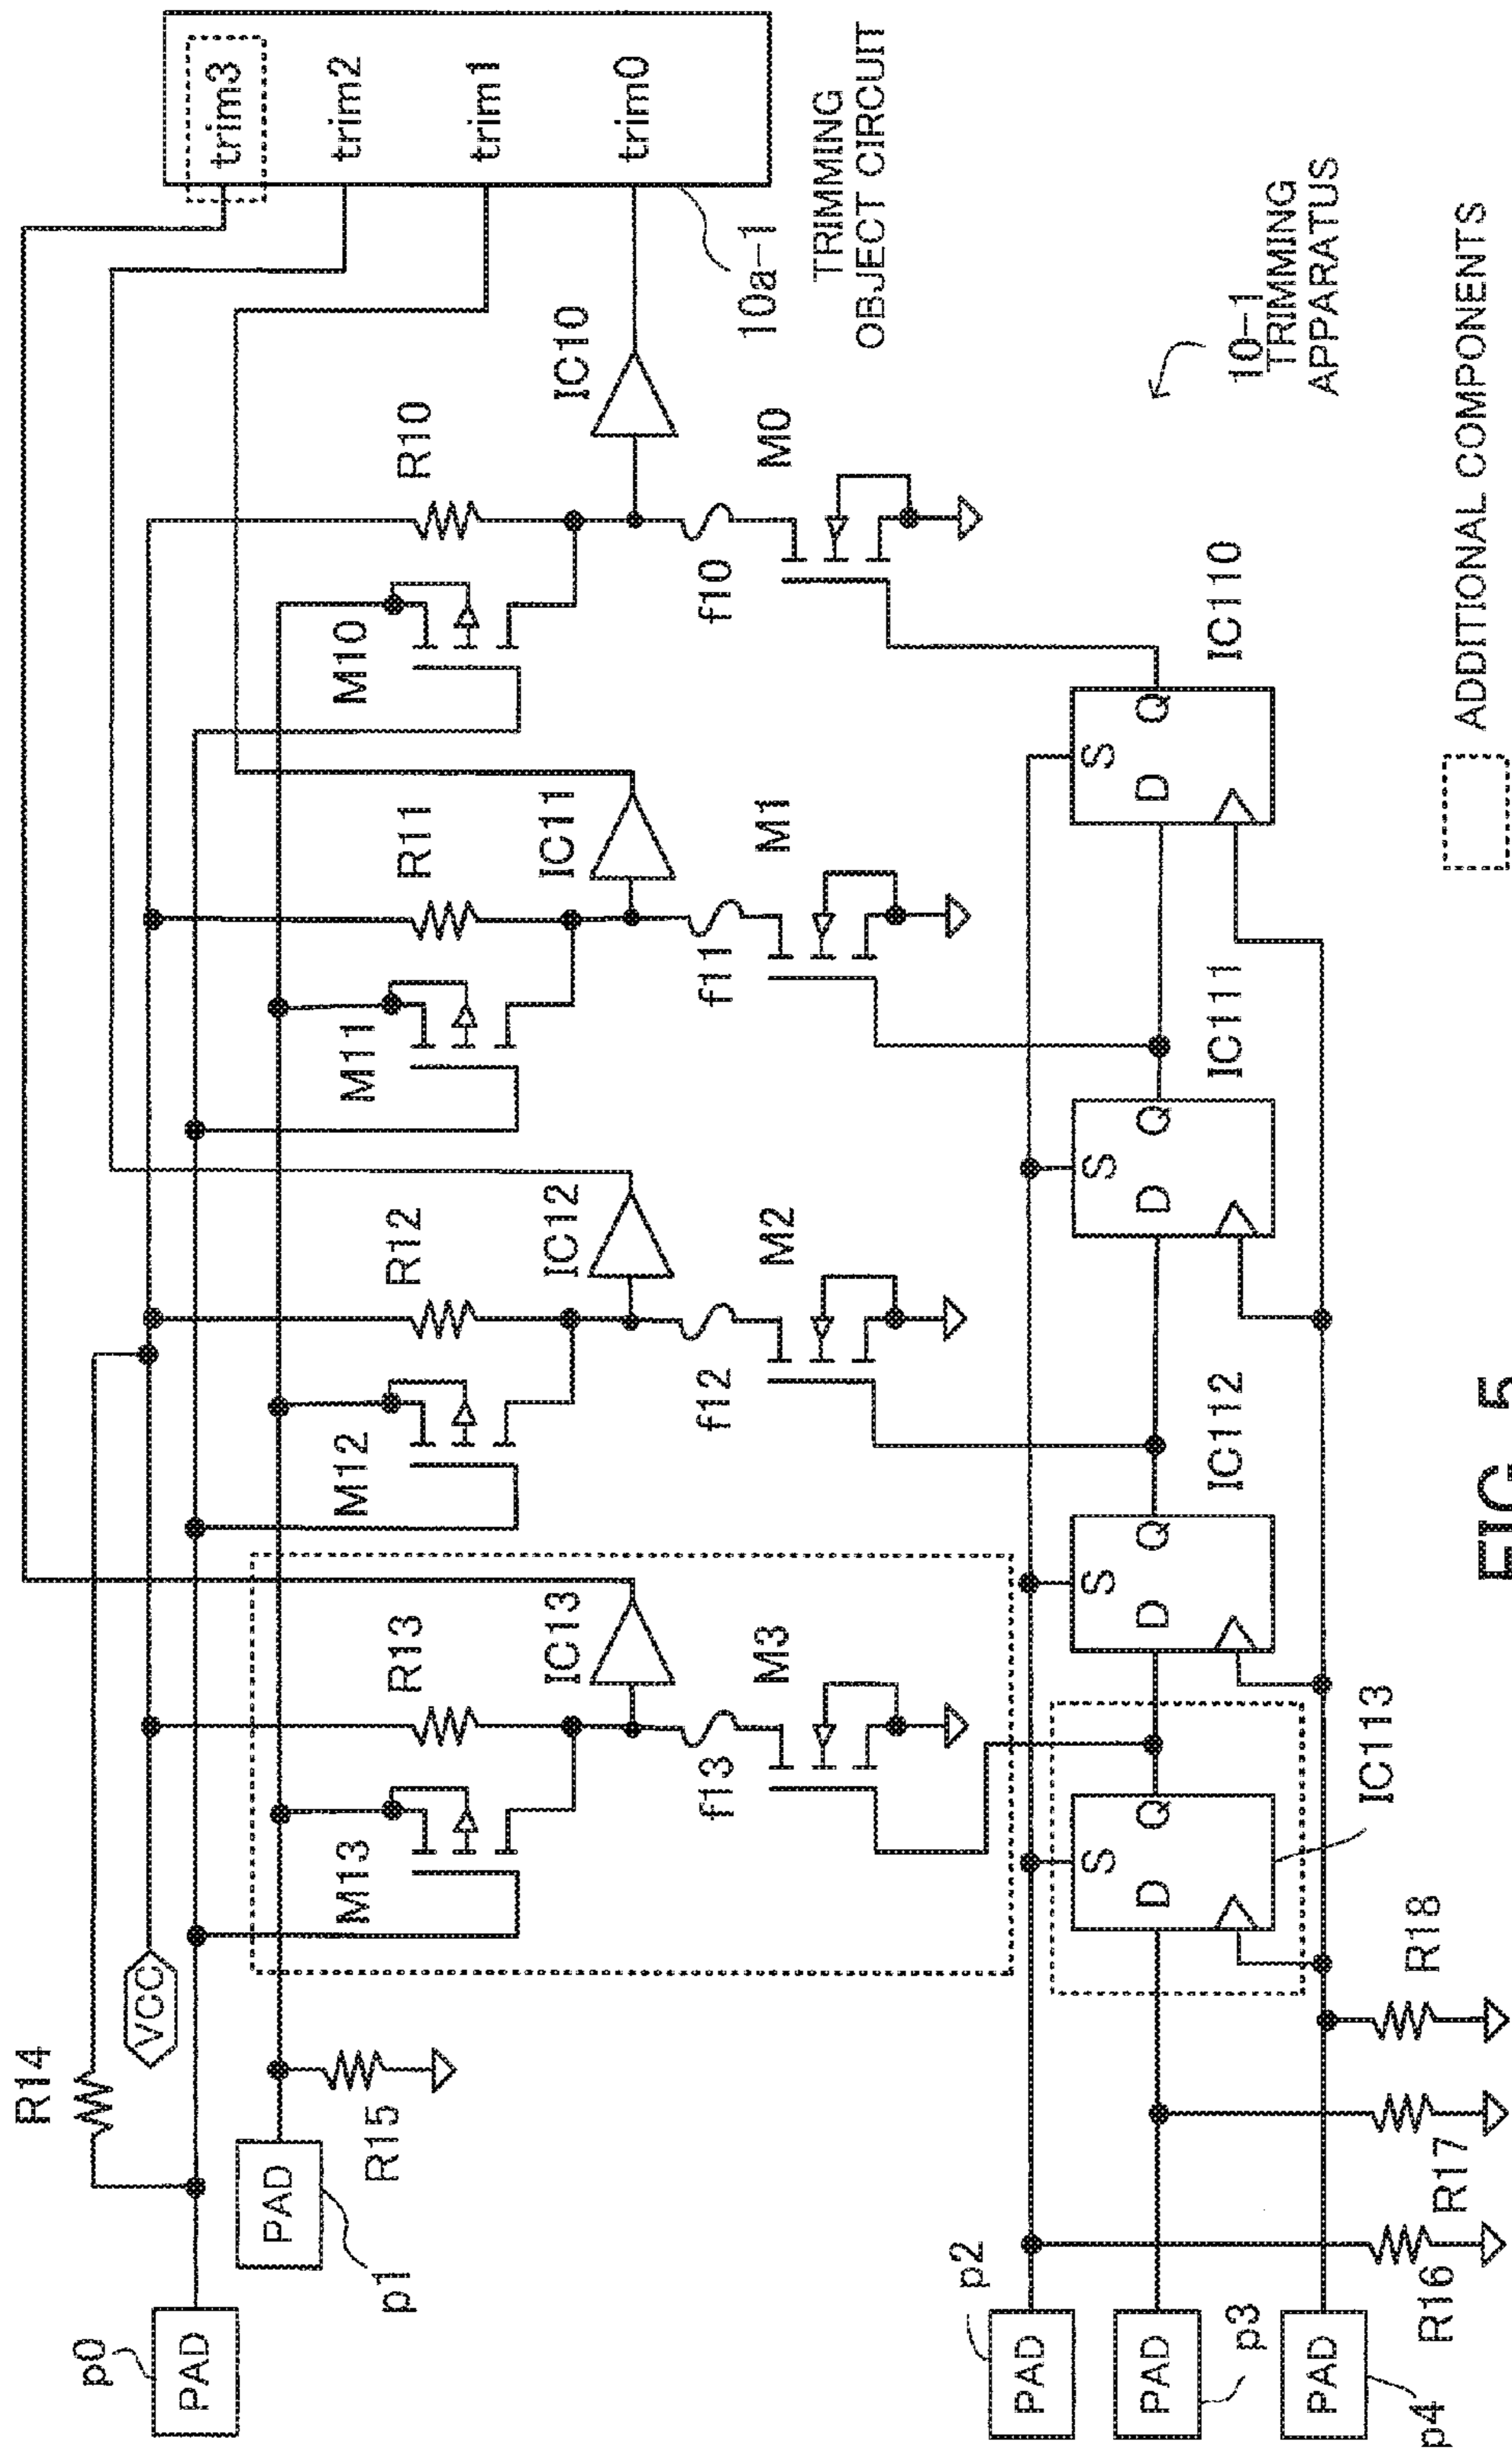 trim3
trim2
trim1
trim0
10a-1
TRIMMING
OBJECT CIRCUIT
10-1
TRIMMING
APPARATUS
ADDITIONAL COMPONENTS
R14
VCC
p0
PAD
p1
PAD
R15
M13
R13
IC13
f13
M3
M12
R12
IC12
f12
M2
M11
R11
IC11
f11
M1
M10
R10
IC10
f10
M0
p2
PAD
p3
PAD
p4
PAD
R16
R17
R18
S
D
Q
IC113
S
D
Q
IC112
S
D
Q
IC111
S
D
Q
IC110
FIG. 5